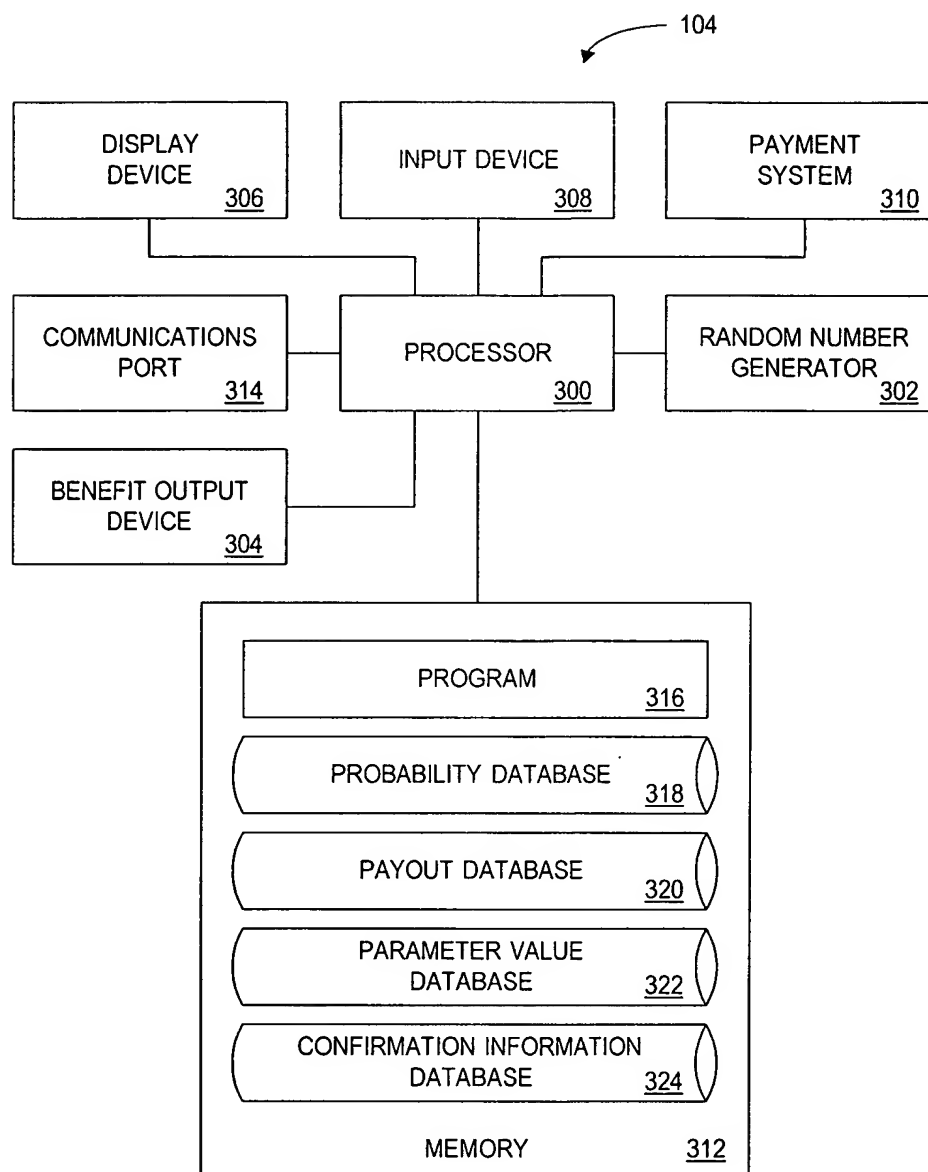 104
DISPLAY
DEVICE
306
INPUT DEVICE
308
PAYMENT
SYSTEM
310
COMMUNICATIONS
PORT
314
PROCESSOR
300
RANDOM NUMBER
GENERATOR
302
BENEFIT OUTPUT
DEVICE
304
PROGRAM
316
PROBABILITY DATABASE
318
PAYOUT DATABASE
320
PARAMETER VALUE
DATABASE
322
CONFIRMATION INFORMATION
DATABASE
324
MEMORY
312